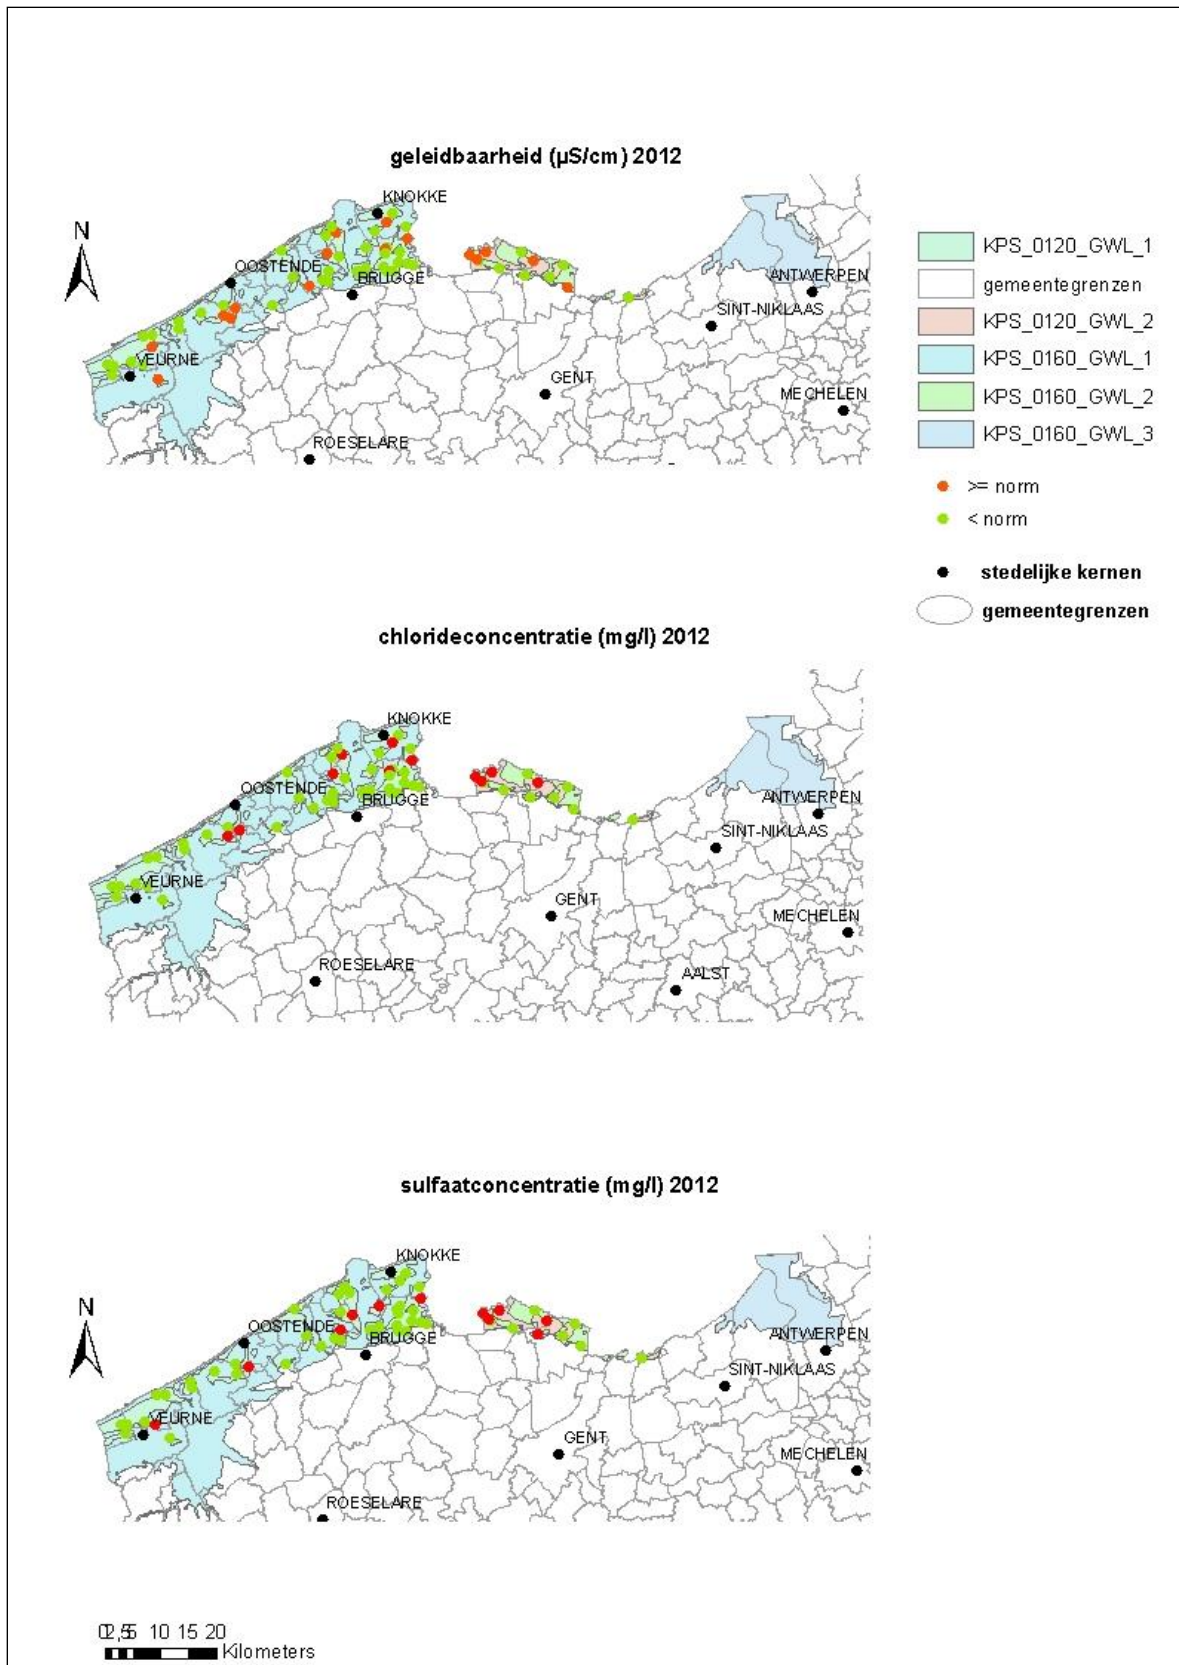 geleidbaarheid (µS/cm) 2012
N
KNOKKE
OOSTENDE
BRUGGE
ANTWERPEN
SINT-NIKLAAS
VEURNE
GENT
MECHELEN
ROESELARE
KPS_0120_GWL_1
gemeentegrenzen
KPS_0120_GWL_2
KPS_0160_GWL_1
KPS_0160_GWL_2
KPS_0160_GWL_3
>= norm
< norm
stedelijke kernen
gemeentegrenzen
chlorideconcentratie (mg/l) 2012
KNOKKE
OOSTENDE
BRUGGE
ANTWERPEN
SINT-NIKLAAS
VEURNE
GENT
MECHELEN
ROESELARE
AALST
sulfaatconcentratie (mg/l) 2012
N
KNOKKE
OOSTENDE
BRUGGE
ANTWERPEN
SINT-NIKLAAS
VEURNE
GENT
MECHELEN
ROESELARE
0 2,5 5 10 15 20
Kilometers